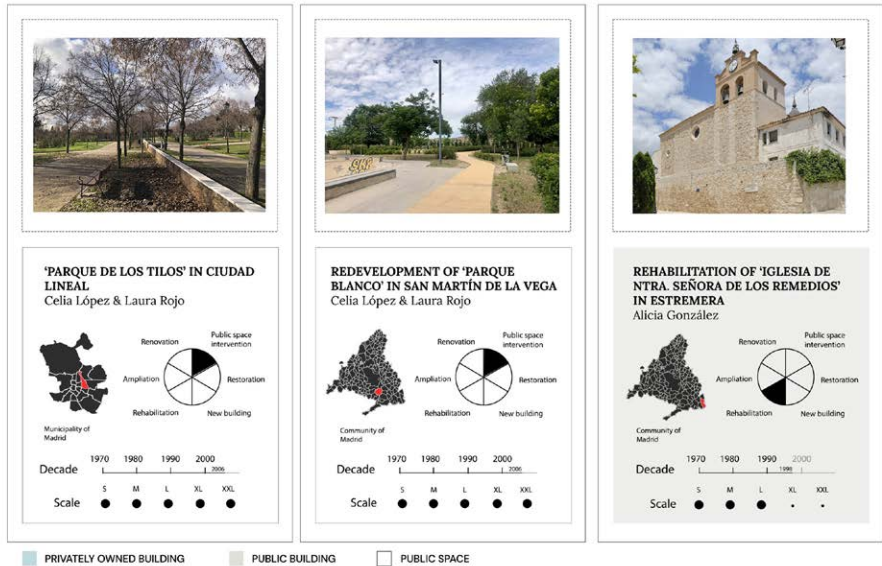 ‘PARQUE DE LOS TILOS’ IN CIUDAD
LINEAL
Celia López & Laura Rojo
Renovation
Public space
intervention
Ampliation
Restoration
Rehabilitation
New building
Municipality of
Madrid
1970 1980 1990 2000
Decade
2006
S M L XL XXL
Scale
REDEVELOPMENT OF ‘PARQUE
BLANCO’ IN SAN MARTÍN DE LA VEGA
Celia López & Laura Rojo
Renovation
Public space
intervention
Ampliation
Restoration
Rehabilitation
New building
Community of
Madrid
1970 1980 1990 2000
Decade
2006
S M L XL XXL
Scale
REHABILITATION OF ‘IGLESIA DE
NTRA. SEÑORA DE LOS REMEDIOS’
IN ESTREMERA
Alicia González
Renovation
Public space
intervention
Ampliation
Restoration
Rehabilitation
New building
Community of
Madrid
1970 1980 1990 2000
Decade
S M L XL XXL
Scale
PRIVATELY OWNED BUILDING
PUBLIC BUILDING
PUBLIC SPACE